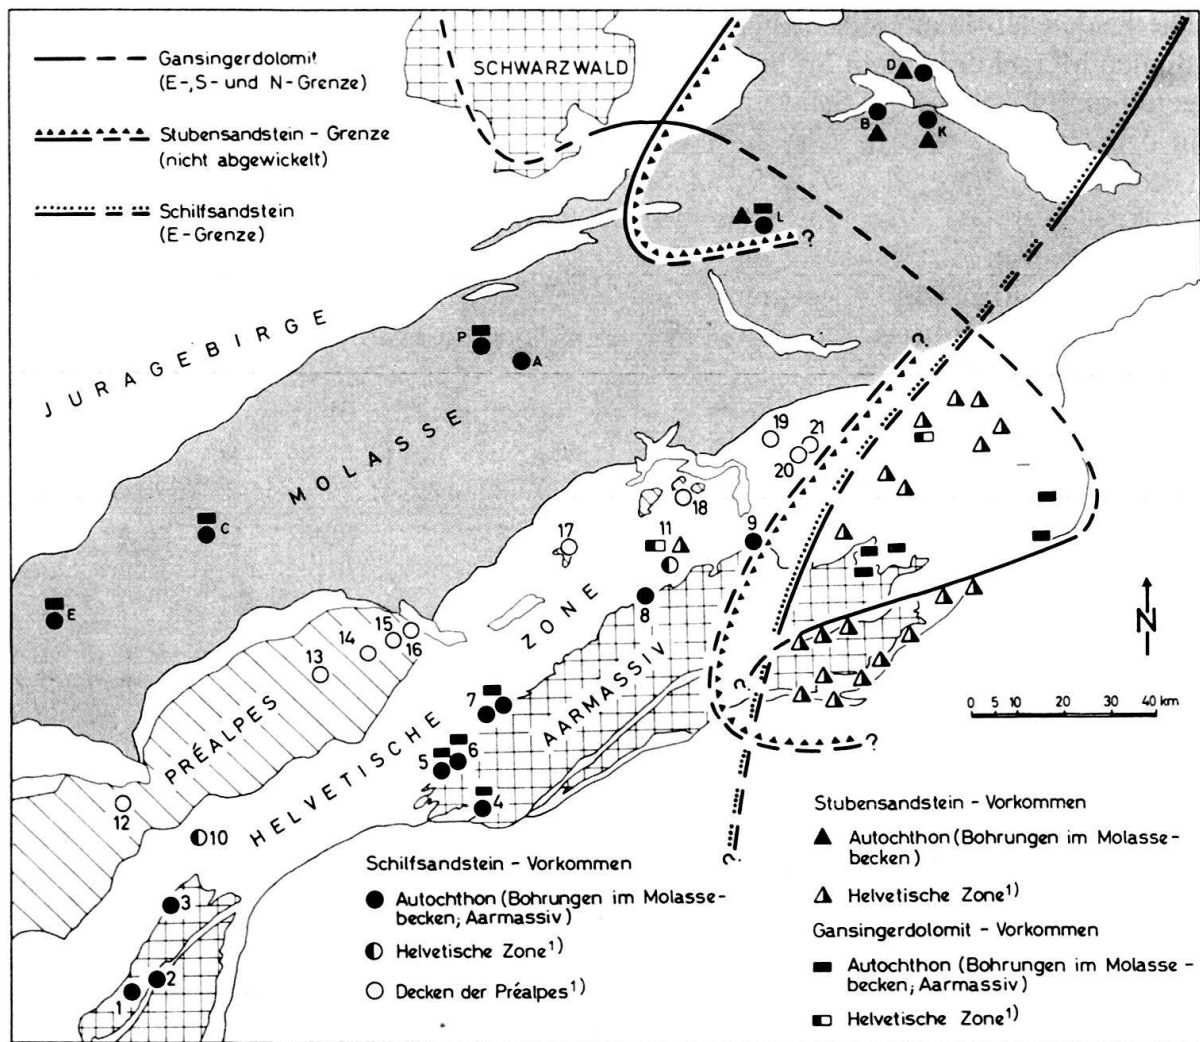 Gansingerdolomit
(E-,S- und N-Grenze)
Stubensandstein - Grenze
(nicht abgewickelt)
Schilfsandstein
(E-Grenze)
SCHWARZWALD
D
B
K
L
?
JURAGEBIRGE
P
A
MOLASSE
?
C
E
19
21
20
18
17
11
9
8
15
14
16
13
HELVETISCHE ZONE
PRÉALPES
AARMASSIV
7
6
5
4
12
10
3
2
1
?
?
?
N
0 5 10 20 30 40 km
Schilfsandstein - Vorkommen
Autochthon (Bohrungen im Molasse-
becken; Aarmassiv)
Helvetische Zone1)
Decken der Préalpes1)
Stubensandstein - Vorkommen
Autochthon (Bohrungen im Molasse-
becken)
Helvetische Zone1)
Gansingerdolomit - Vorkommen
Autochthon (Bohrungen im Molasse-
becken; Aarmassiv)
Helvetische Zone1)